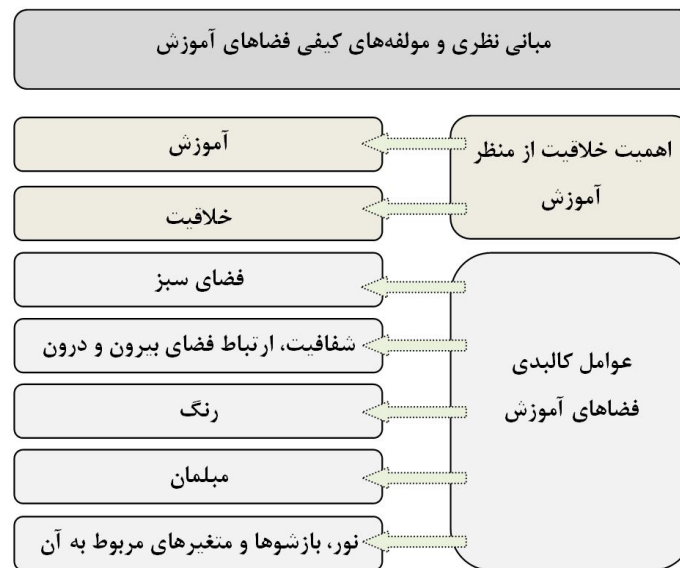 مبانی نظری و مولفه‌های کیفی فضاهای آموزش
اهمیت خلاقیت از منظر
آموزش
آموزش
خلاقیت
عوامل کالبدی
فضاهای آموزش
فضای سبز
شفافیت، ارتباط فضای بیرون و درون
رنگ
مبلمان
نور، بازشوها و متغیرهای مربوط به آن